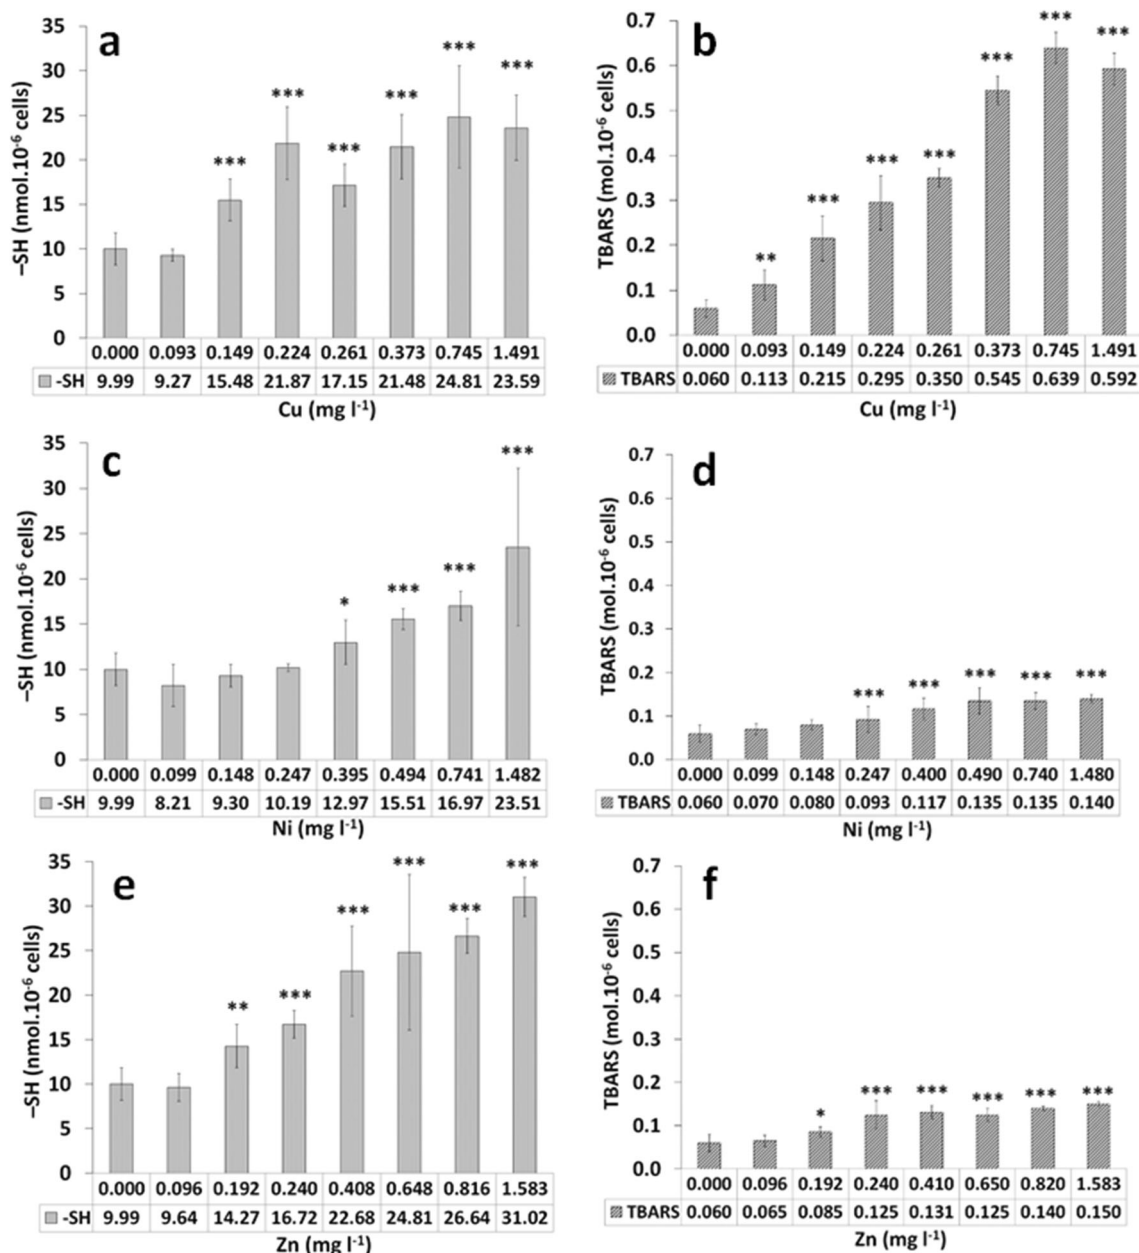 a
–SH (nmol.10⁻⁶ cells)
35
30
25
20
15
10
5
0
*** *** *** *** *** ***
0.000 0.093 0.149 0.224 0.261 0.373 0.745 1.491
-SH 9.99 9.27 15.48 21.87 17.15 21.48 24.81 23.59
Cu (mg l⁻¹)
b
TBARS (mol.10⁻⁶ cells)
0.7
0.6
0.5
0.4
0.3
0.2
0.1
0.0
** *** *** *** *** *** ***
0.000 0.093 0.149 0.224 0.261 0.373 0.745 1.491
TBARS 0.060 0.113 0.215 0.295 0.350 0.545 0.639 0.592
Cu (mg l⁻¹)
c
–SH (nmol.10⁻⁶ cells)
35
30
25
20
15
10
5
0
* *** *** ***
0.000 0.099 0.148 0.247 0.395 0.494 0.741 1.482
-SH 9.99 8.21 9.30 10.19 12.97 15.51 16.97 23.51
Ni (mg l⁻¹)
d
TBARS (mol.10⁻⁶ cells)
0.7
0.6
0.5
0.4
0.3
0.2
0.1
0.0
*** *** *** *** ***
0.000 0.099 0.148 0.247 0.400 0.490 0.740 1.480
TBARS 0.060 0.070 0.080 0.093 0.117 0.135 0.135 0.140
Ni (mg l⁻¹)
e
–SH (nmol.10⁻⁶ cells)
35
30
25
20
15
10
5
0
** *** *** *** *** ***
0.000 0.096 0.192 0.240 0.408 0.648 0.816 1.583
-SH 9.99 9.64 14.27 16.72 22.68 24.81 26.64 31.02
Zn (mg l⁻¹)
f
TBARS (mol.10⁻⁶ cells)
0.7
0.6
0.5
0.4
0.3
0.2
0.1
0.0
* *** *** *** *** ***
0.000 0.096 0.192 0.240 0.410 0.650 0.820 1.583
TBARS 0.060 0.065 0.085 0.125 0.131 0.125 0.140 0.150
Zn (mg l⁻¹)